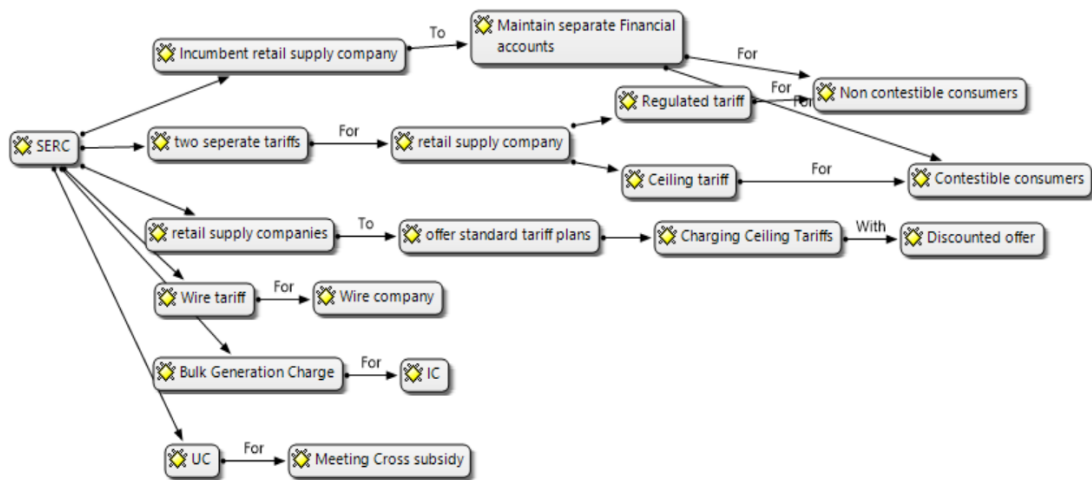 Incumbent retail supply company
To
Maintain separate Financial
accounts
For
Non contestible consumers
SERC
two seperate tariffs
For
retail supply company
Regulated tariff
For
For
Ceiling tariff
For
Contestible consumers
retail supply companies
To
offer standard tariff plans
Charging Ceiling Tariffs
With
Discounted offer
Wire tariff
For
Wire company
Bulk Generation Charge
For
IC
UC
For
Meeting Cross subsidy